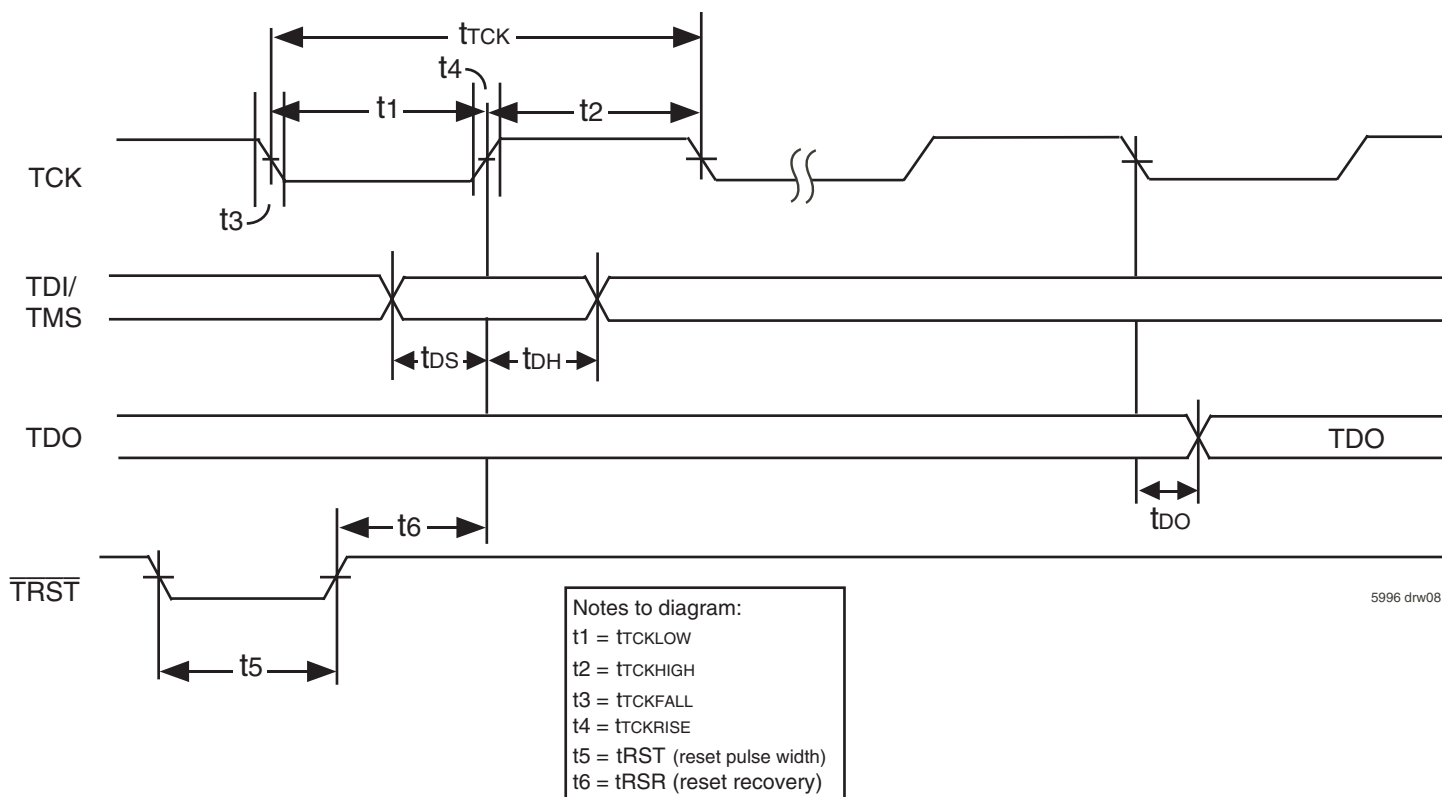 tTCK
t4
t1
t2
TCK
t3
TDI/
TMS
tDS
tDH
TDO
TDO
tDO
t6
TRST
5996 drw08
t5
Notes to diagram:
t1 = tTCKLOW
t2 = tTCKHIGH
t3 = tTCKFALL
t4 = tTCKRISE
t5 = tRST (reset pulse width)
t6 = tRSR (reset recovery)